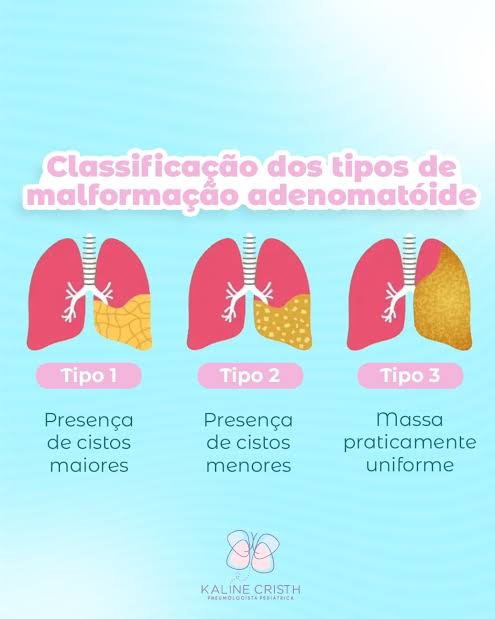 Classificação dos tipos de
malformação adenomatóide
Tipo 1
Presença
de cistos
maiores
Tipo 2
Presença
de cistos
menores
Tipo 3
Massa
praticamente
uniforme
KALINE CRISTH
PNEUMOLOGISTA PEDIÁTRICA